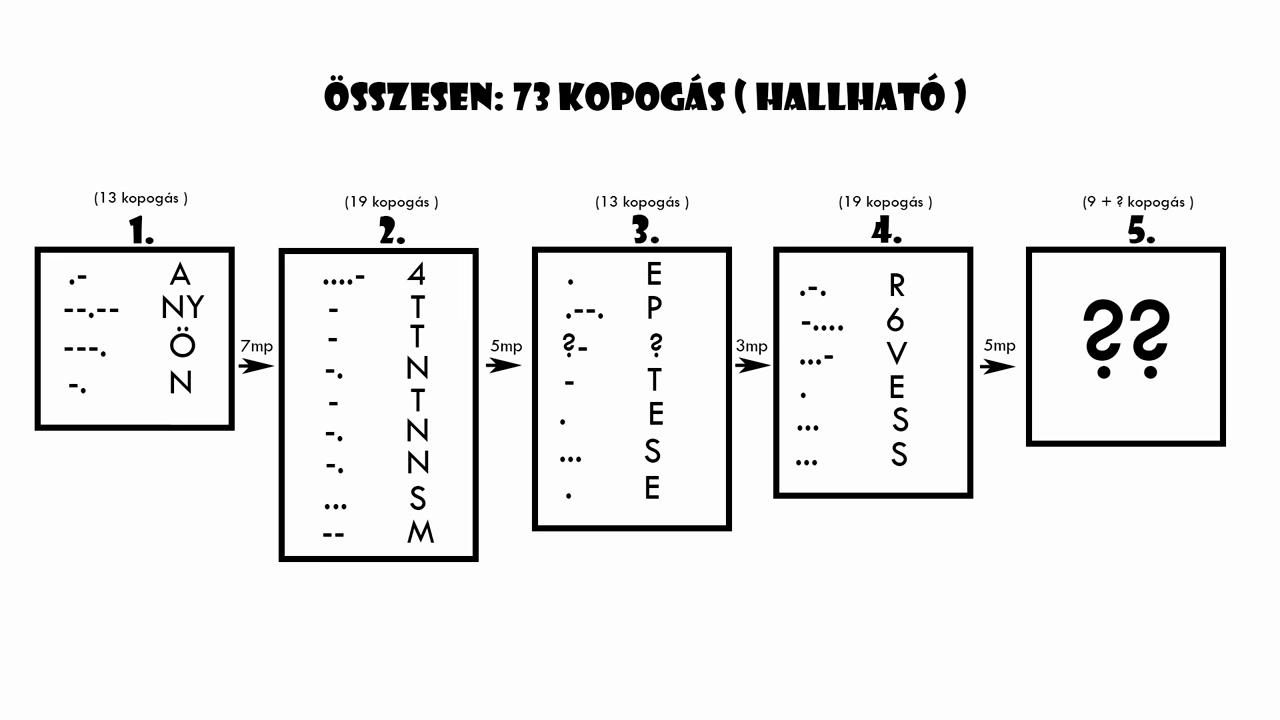 ÖSSZESEN: 73 KOPOGÁS ( HALLHATÓ )
(13 kopogás )
1.
.- A
--.-- NY
---. Ö
-. N
7mp
(19 kopogás )
2.
....- 4
- T
- T
-. N
- T
-. N
-. N
... S
-- M
5mp
(13 kopogás )
3.
. E
.--. P
?- ?
- T
. E
... S
. E
3mp
(19 kopogás )
4.
.-. R
-.... 6
...- V
. E
... S
... S
5mp
(9 + ? kopogás )
5.
??